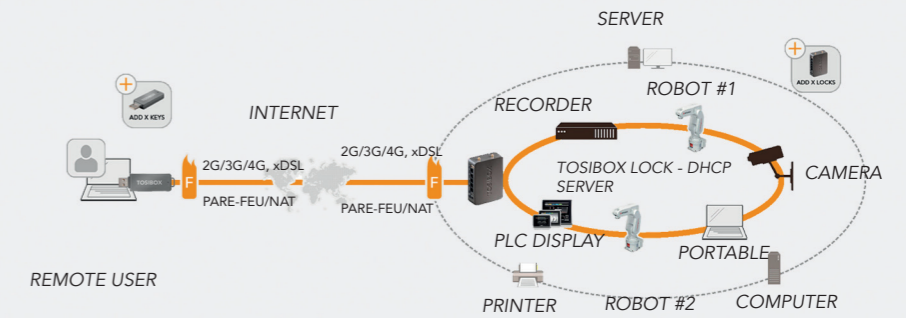 SERVER
ADD X KEYS
INTERNET
RECORDER
ROBOT #1
ADD X LOCKS
2G/3G/4G, xDSL
2G/3G/4G, xDSL
TOSIBOX LOCK - DHCP
SERVER
CAMERA
TOSIBOX
F
F
TOSIBOX
PARE-FEU/NAT
PARE-FEU/NAT
PLC DISPLAY
PORTABLE
REMOTE USER
PRINTER
ROBOT #2
COMPUTER